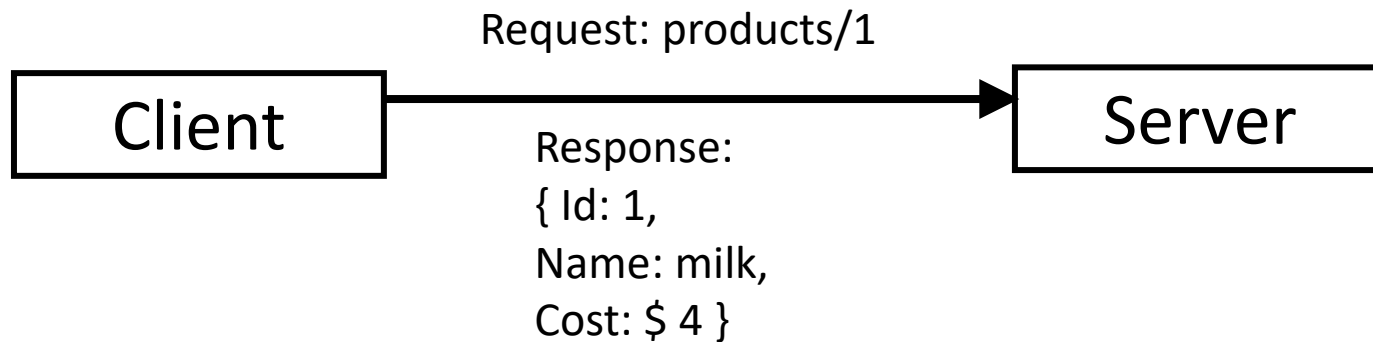 Request: products/1
Client
Server
Response:
{ Id: 1,
Name: milk,
Cost: $ 4 }